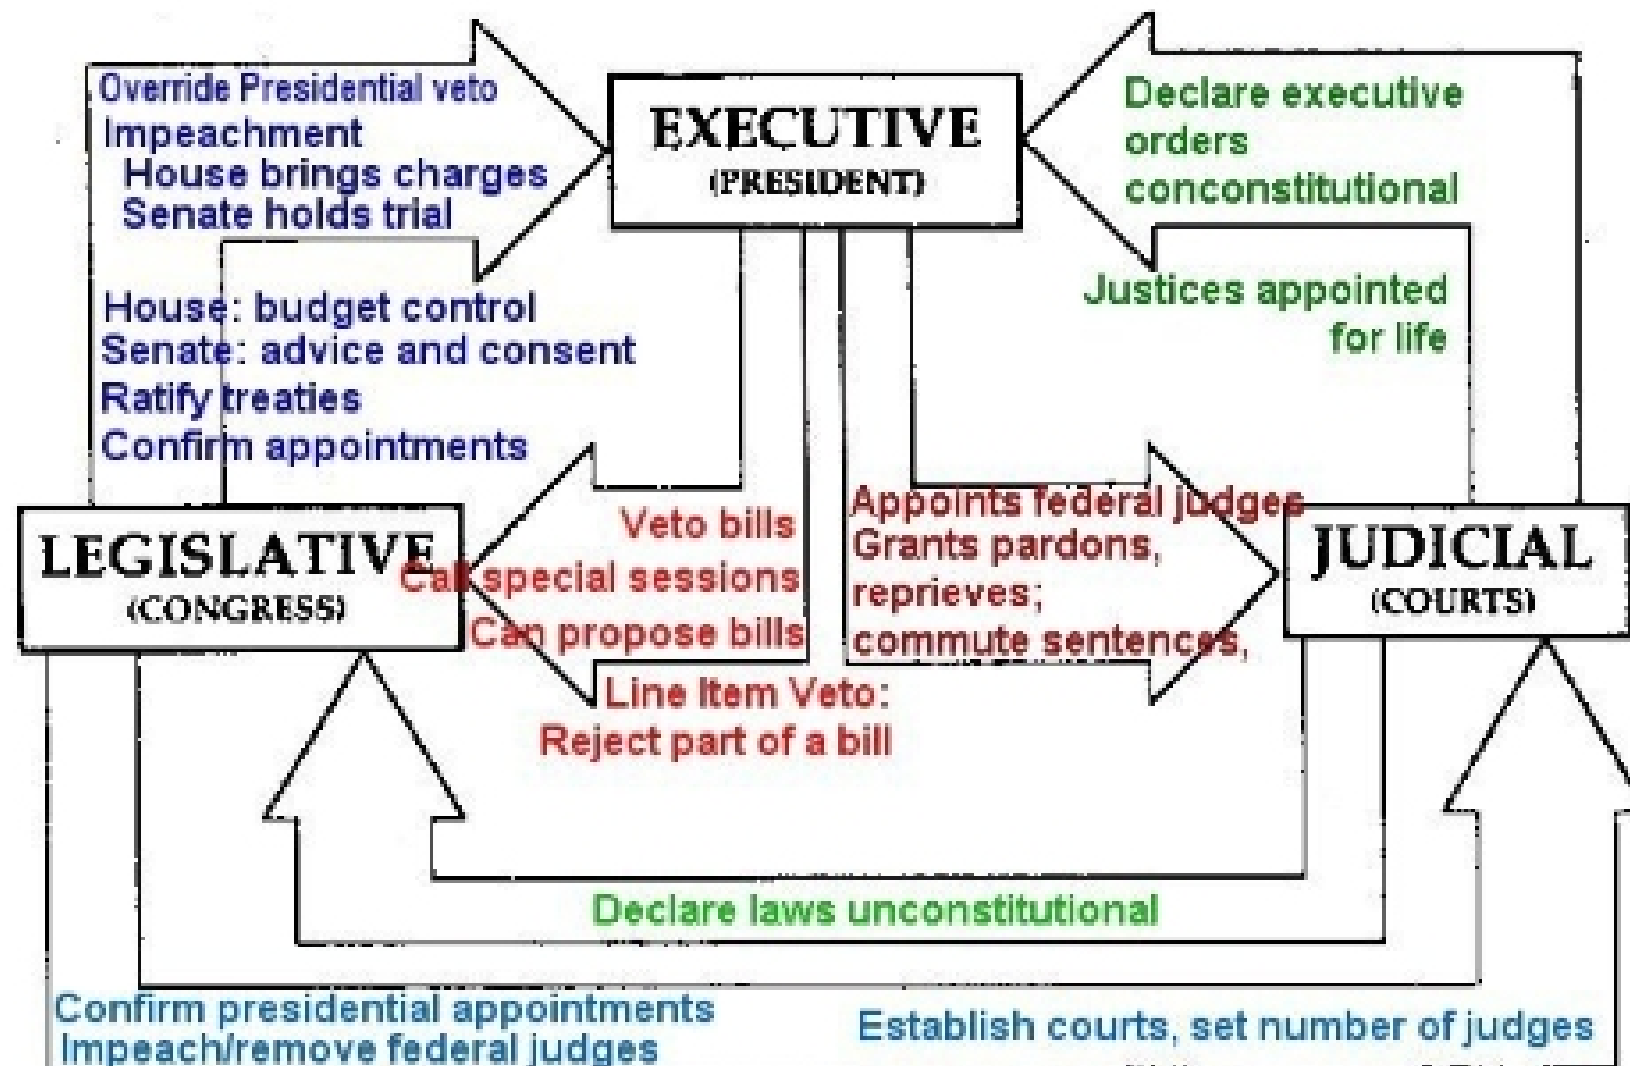 Override Presidential veto
Impeachment
House brings charges
Senate holds trial
House: budget control
Senate: advice and consent
Ratify treaties
Confirm appointments
EXECUTIVE
(PRESIDENT)
Declare executive
orders
conconstitutional
Justices appointed
for life
LEGISLATIVE
(CONGRESS)
Veto bills
Call special sessions
Can propose bills
Line Item Veto:
Reject part of a bill
Appoints federal judges
Grants pardons,
reprieves;
commute sentences,
JUDICIAL
(COURTS)
Declare laws unconstitutional
Confirm presidential appointments
Impeach/remove federal judges
Establish courts, set number of judges